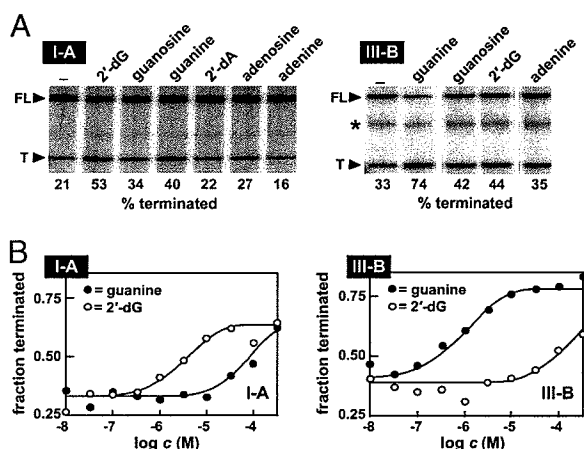 A
I-A
– 2'-dG guanosine guanine 2'-dA adenosine adenine
FL
T
21 53 34 40 22 27 16
% terminated
III-B
– guanine guanosine 2'-dG adenine
FL
*
T
33 74 42 44 35
% terminated
B
I-A
● = guanine
○ = 2'-dG
fraction terminated
0.75
0.50
0.25
I-A
-8 -7 -6 -5 -4
log c (M)
III-B
● = guanine
○ = 2'-dG
fraction terminated
0.75
0.50
0.25
III-B
-8 -7 -6 -5 -4
log c (M)